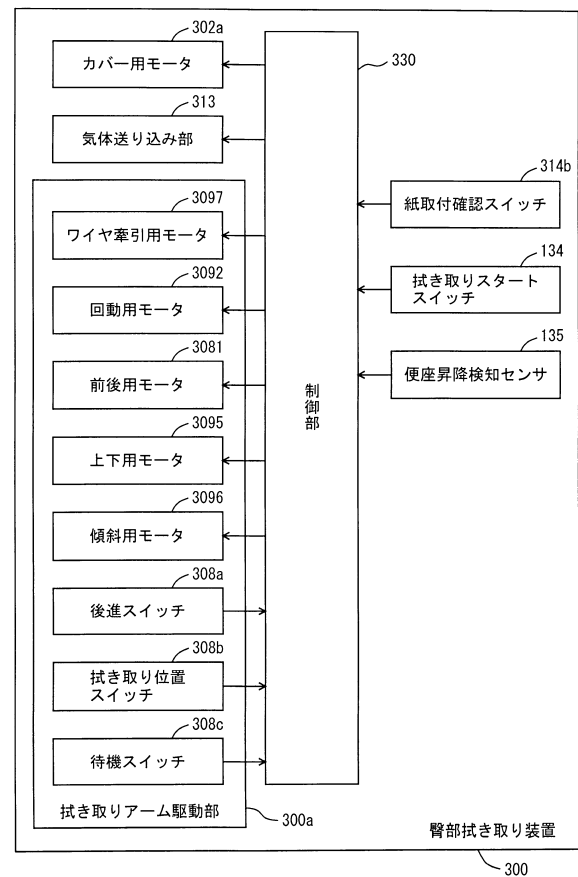 302a
カバー用モータ
313
気体送り込み部
3097
ワイヤ牽引用モータ
3092
回動用モータ
3081
前後用モータ
3095
上下用モータ
3096
傾斜用モータ
308a
後進スイッチ
308b
拭き取り位置
スイッチ
308c
待機スイッチ
拭き取りアーム駆動部
300a
330
制御部
314b
紙取付確認スイッチ
134
拭き取りスタート
スイッチ
135
便座昇降検知センサ
臀部拭き取り装置
300